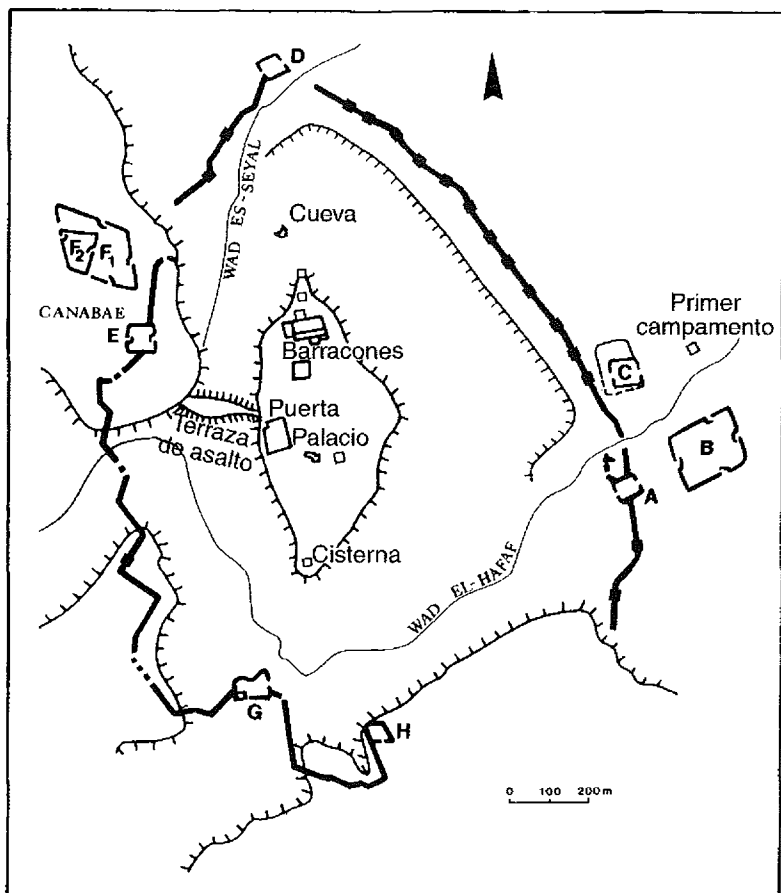 D
WAD ES-SEYAL
Cueva
F2
F1
CANABAE
E
Barracones
Primer
campamento
C
Puerta
Palacio
Terraza
de asalto
B
A
Cisterna
WAD EL-HAFAF
G
H
0 100 200 m